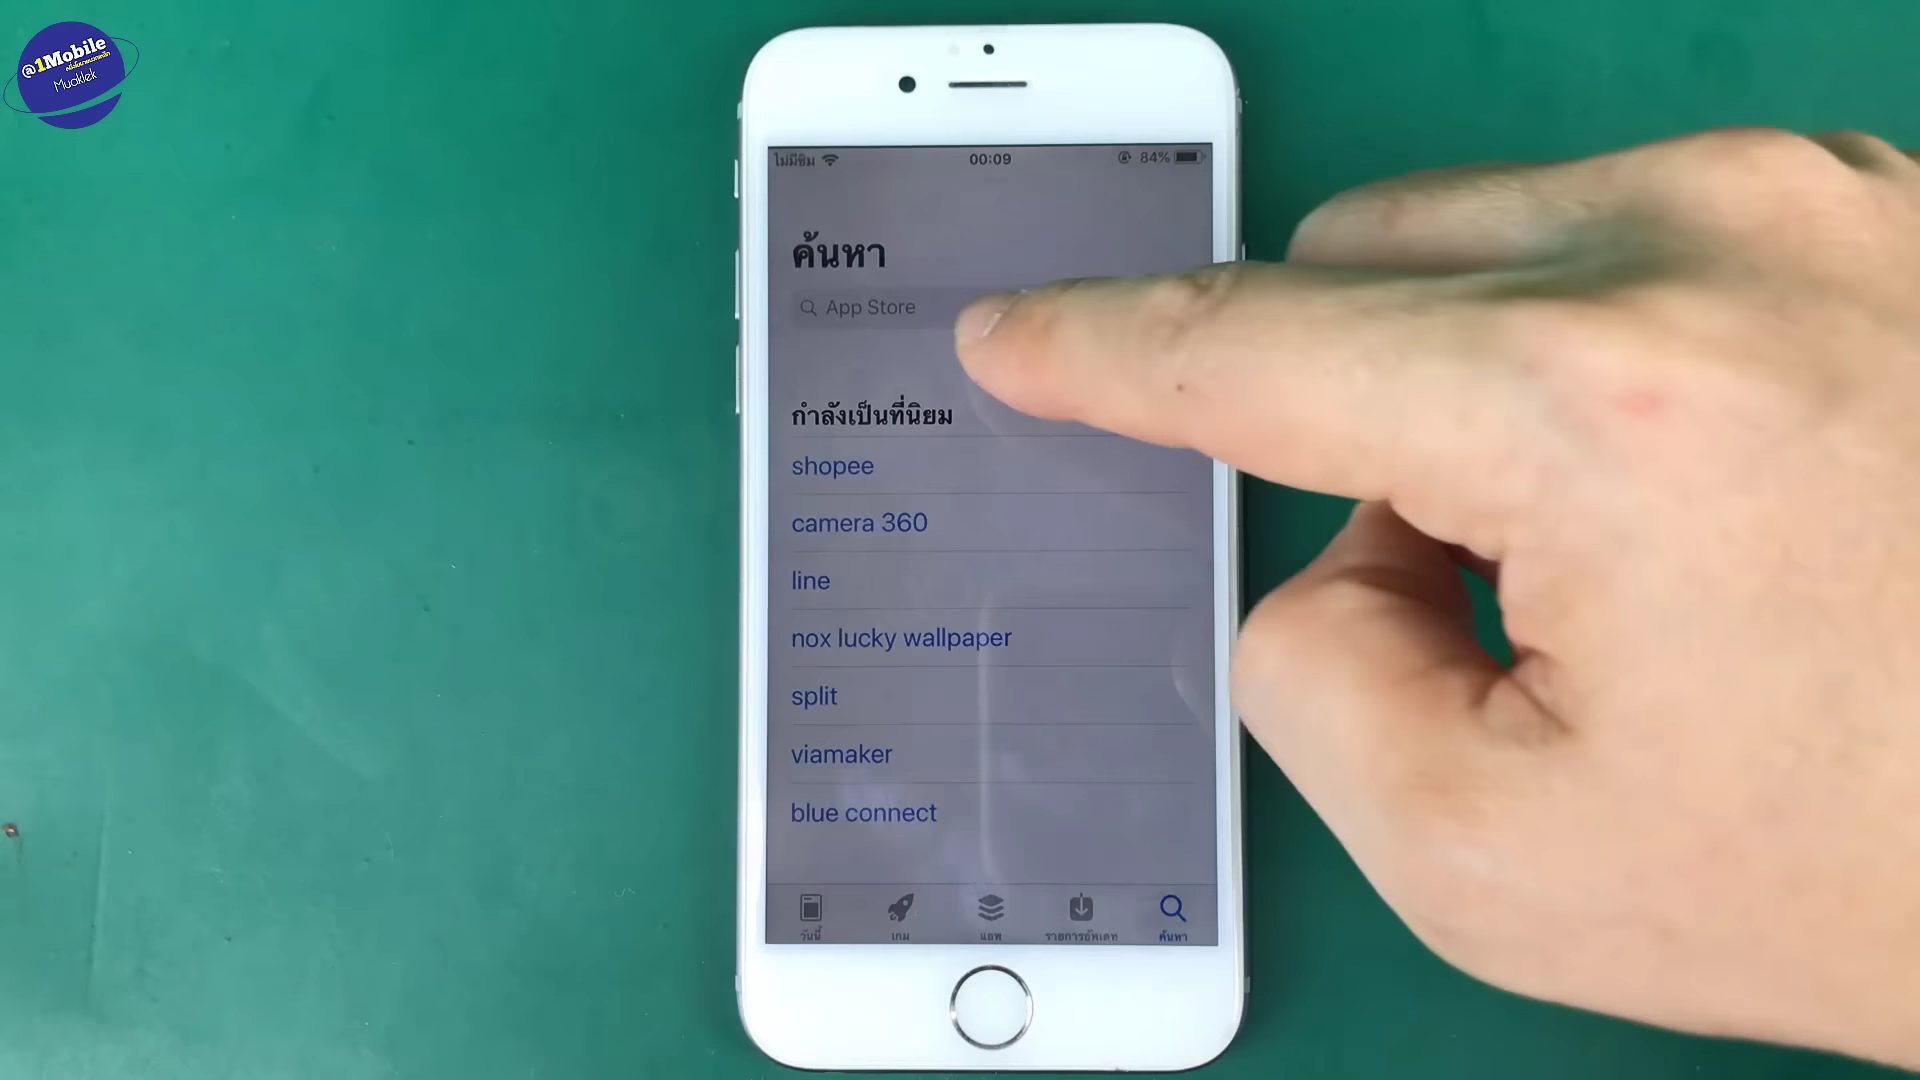 @1Mobile
Muaklek
ไม่มีซิม
00:09
84%
ค้นหา
App Store
กำลังเป็นที่นิยม
shopee
camera 360
line
nox lucky wallpaper
split
viamaker
blue connect
วันนี้
เกม
แอพ
รายการอัพเดท
ค้นหา